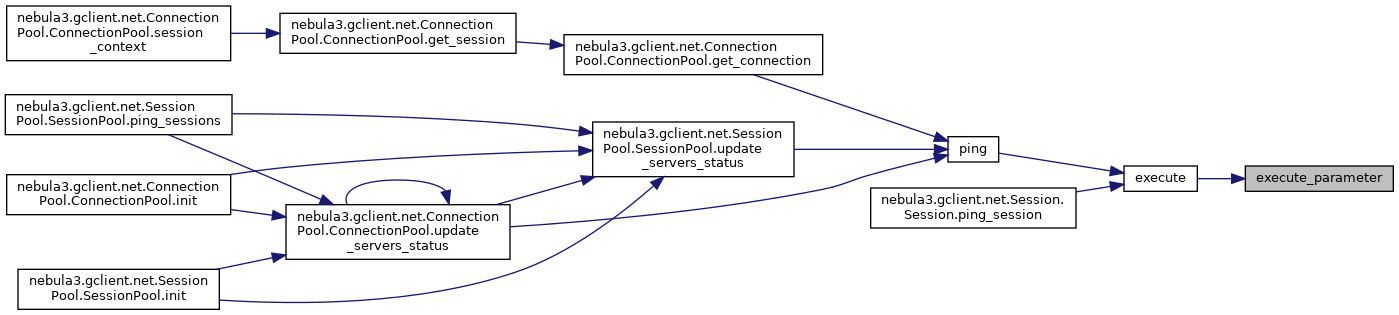 nebula3.gclient.net.Connection
Pool.ConnectionPool.session
_context
nebula3.gclient.net.Connection
Pool.ConnectionPool.get_session
nebula3.gclient.net.Connection
Pool.ConnectionPool.get_connection
nebula3.gclient.net.Session
Pool.SessionPool.ping_sessions
nebula3.gclient.net.Session
Pool.SessionPool.update
_servers_status
ping
execute
execute_parameter
nebula3.gclient.net.Connection
Pool.ConnectionPool.init
nebula3.gclient.net.Session.
Session.ping_session
nebula3.gclient.net.Connection
Pool.ConnectionPool.update
_servers_status
nebula3.gclient.net.Session
Pool.SessionPool.init